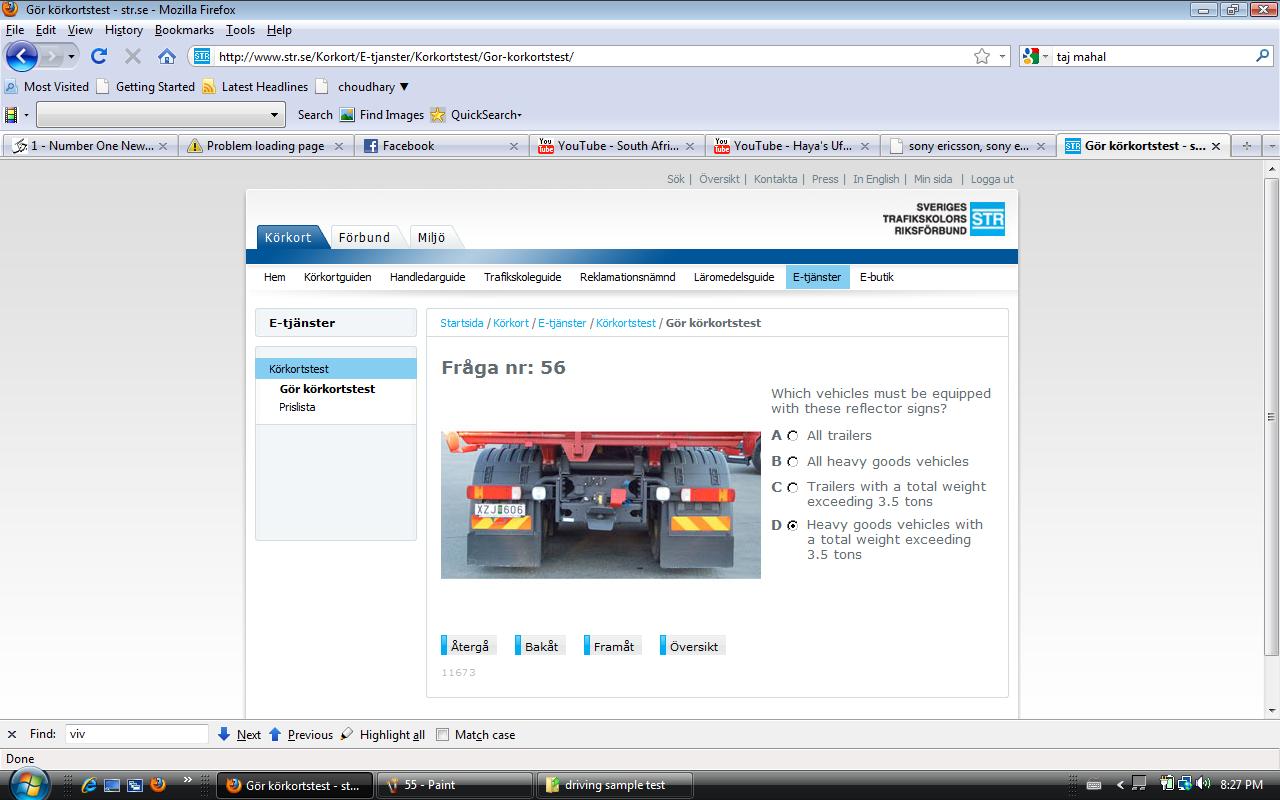 Gör körkortstest - str.se - Mozilla Firefox
File Edit View History Bookmarks Tools Help
STR http://www.str.se/Korkort/E-tjanster/Korkortstest/Gor-korkortstest/ taj mahal
Most Visited Getting Started Latest Headlines choudhary
Search Find Images QuickSearch
1 - Number One New... Problem loading page Facebook YouTube - South Afri... YouTube - Haya's Uf... sony ericsson, sony e... Gör körkortstest - s...
Sök | Översikt | Kontakta | Press | In English | Min sida | Logga ut
SVERIGES
TRAFIKSKOLORS STR
RIKSFÖRBUND
Körkort Förbund Miljö
Hem Körkortguiden Handledarguide Trafikskoleguide Reklamationsnämnd Läromedelsguide E-tjänster E-butik
E-tjänster
Körkortstest
Gör körkortstest
Prislista
Startsida / Körkort / E-tjänster / Körkortstest / Gör körkortstest
Fråga nr: 56
XZJ 606
Which vehicles must be equipped
with these reflector signs?
A All trailers
B All heavy goods vehicles
C Trailers with a total weight
exceeding 3.5 tons
D Heavy goods vehicles with
a total weight exceeding
3.5 tons
Återgå Bakåt Framåt Översikt
11673
Find: viv Next Previous Highlight all Match case
Done
Gör körkortstest - st... 55 - Paint driving sample test 8:27 PM